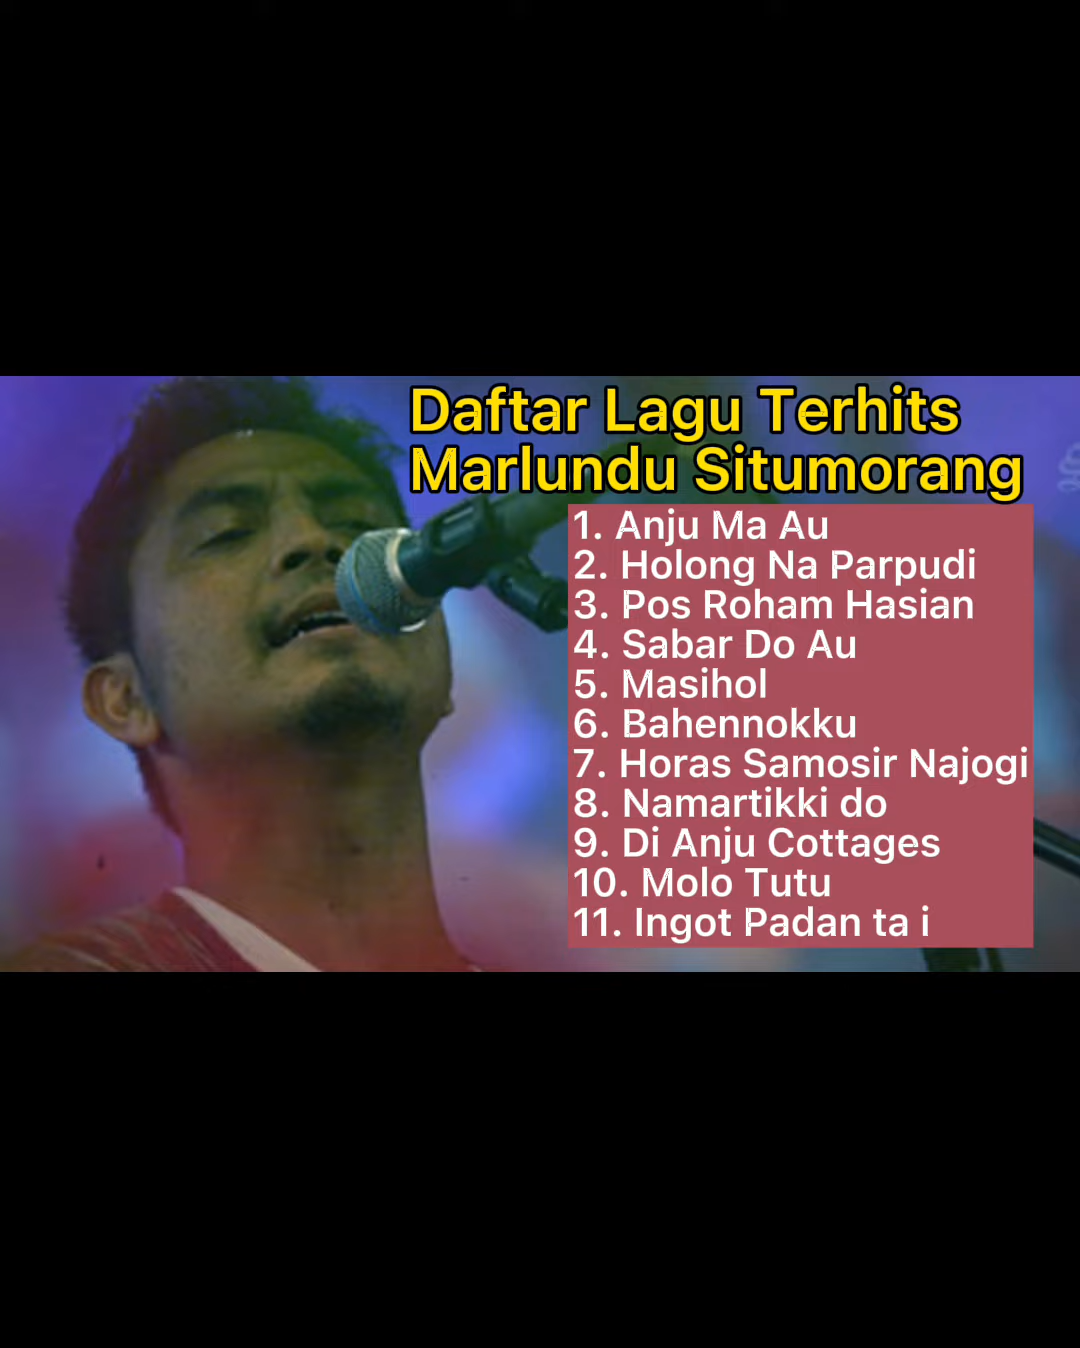 Daftar Lagu Terhits
Marlundu Situmorang
1. Anju Ma Au
2. Holong Na Parpudi
3. Pos Roham Hasian
4. Sabar Do Au
5. Masihol
6. Bahennokku
7. Horas Samosir Najogi
8. Namartikki do
9. Di Anju Cottages
10. Molo Tutu
11. Ingot Padan ta i